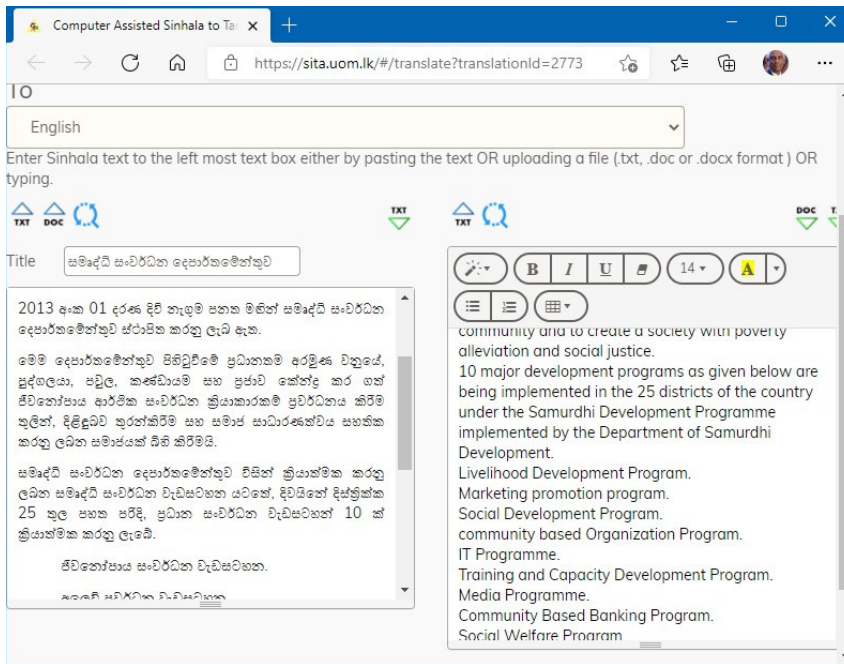 Computer Assisted Sinhala to Ta
https://sita.uom.lk/#/translate?translationId=2773
To
English
Enter Sinhala text to the left most text box either by pasting the text OR uploading a file (.txt, .doc or .docx format ) OR
typing.
TXT DOC TXT TXT DOC
Title සමෘද්ධි සංවර්ධන දෙපාර්තමේන්තුව
B I U 14 A
2013 අංක 01 දරණ දිවි නැගුම පනත මඟින් සමෘද්ධි සංවර්ධන
දෙපාර්තමේන්තුව ස්ථාපිත කරනු ලැබ ඇත.
මෙම දෙපාර්තමේන්තුව පිහිටුවීමේ ප්‍රධානතම අරමුණ වනුයේ,
පුද්ගලයා, පවුල, කණ්ඩායම සහ ප්‍රජාව කේන්ද්‍ර කර ගත්
ජීවනෝපාය ආර්ථික සංවර්ධන ක්‍රියාකාරකම් ප්‍රවර්ධනය කිරීම
තුලින්, දිළිඳුබව තුරන්කිරීම සහ සමාජ සාධාරණත්වය සහතික
කරනු ලබන සමාජයක් බිහි කිරීමයි.
සමෘද්ධි සංවර්ධන දෙපාර්තමේන්තුව විසින් ක්‍රියාත්මක කරනු
ලබන සමෘද්ධි සංවර්ධන වැඩසටහන යටතේ, දිවයිනේ දිස්ත්‍රික්ක
25 තුල පහත පරිදි, ප්‍රධාන සංවර්ධන වැඩසටහන් 10 ක්
ක්‍රියාත්මක කරනු ලැබේ.
ජීවනෝපාය සංවර්ධන වැඩසටහන.
අලෙවි ප්‍රවර්ධන වැඩසටහන
community and to create a society with poverty
alleviation and social justice.
10 major development programs as given below are
being implemented in the 25 districts of the country
under the Samurdhi Development Programme
implemented by the Department of Samurdhi
Development.
Livelihood Development Program.
Marketing promotion program.
Social Development Program.
community based Organization Program.
IT Programme.
Training and Capacity Development Program.
Media Programme.
Community Based Banking Program.
Social Welfare Program